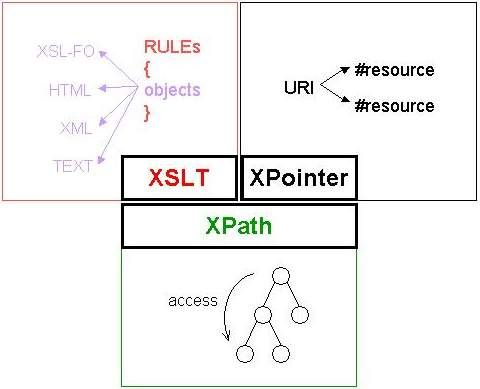 XSL-FO
HTML
XML
TEXT
RULEs
{
objects
}
URI
#resource
#resource
XSLT
XPointer
XPath
access